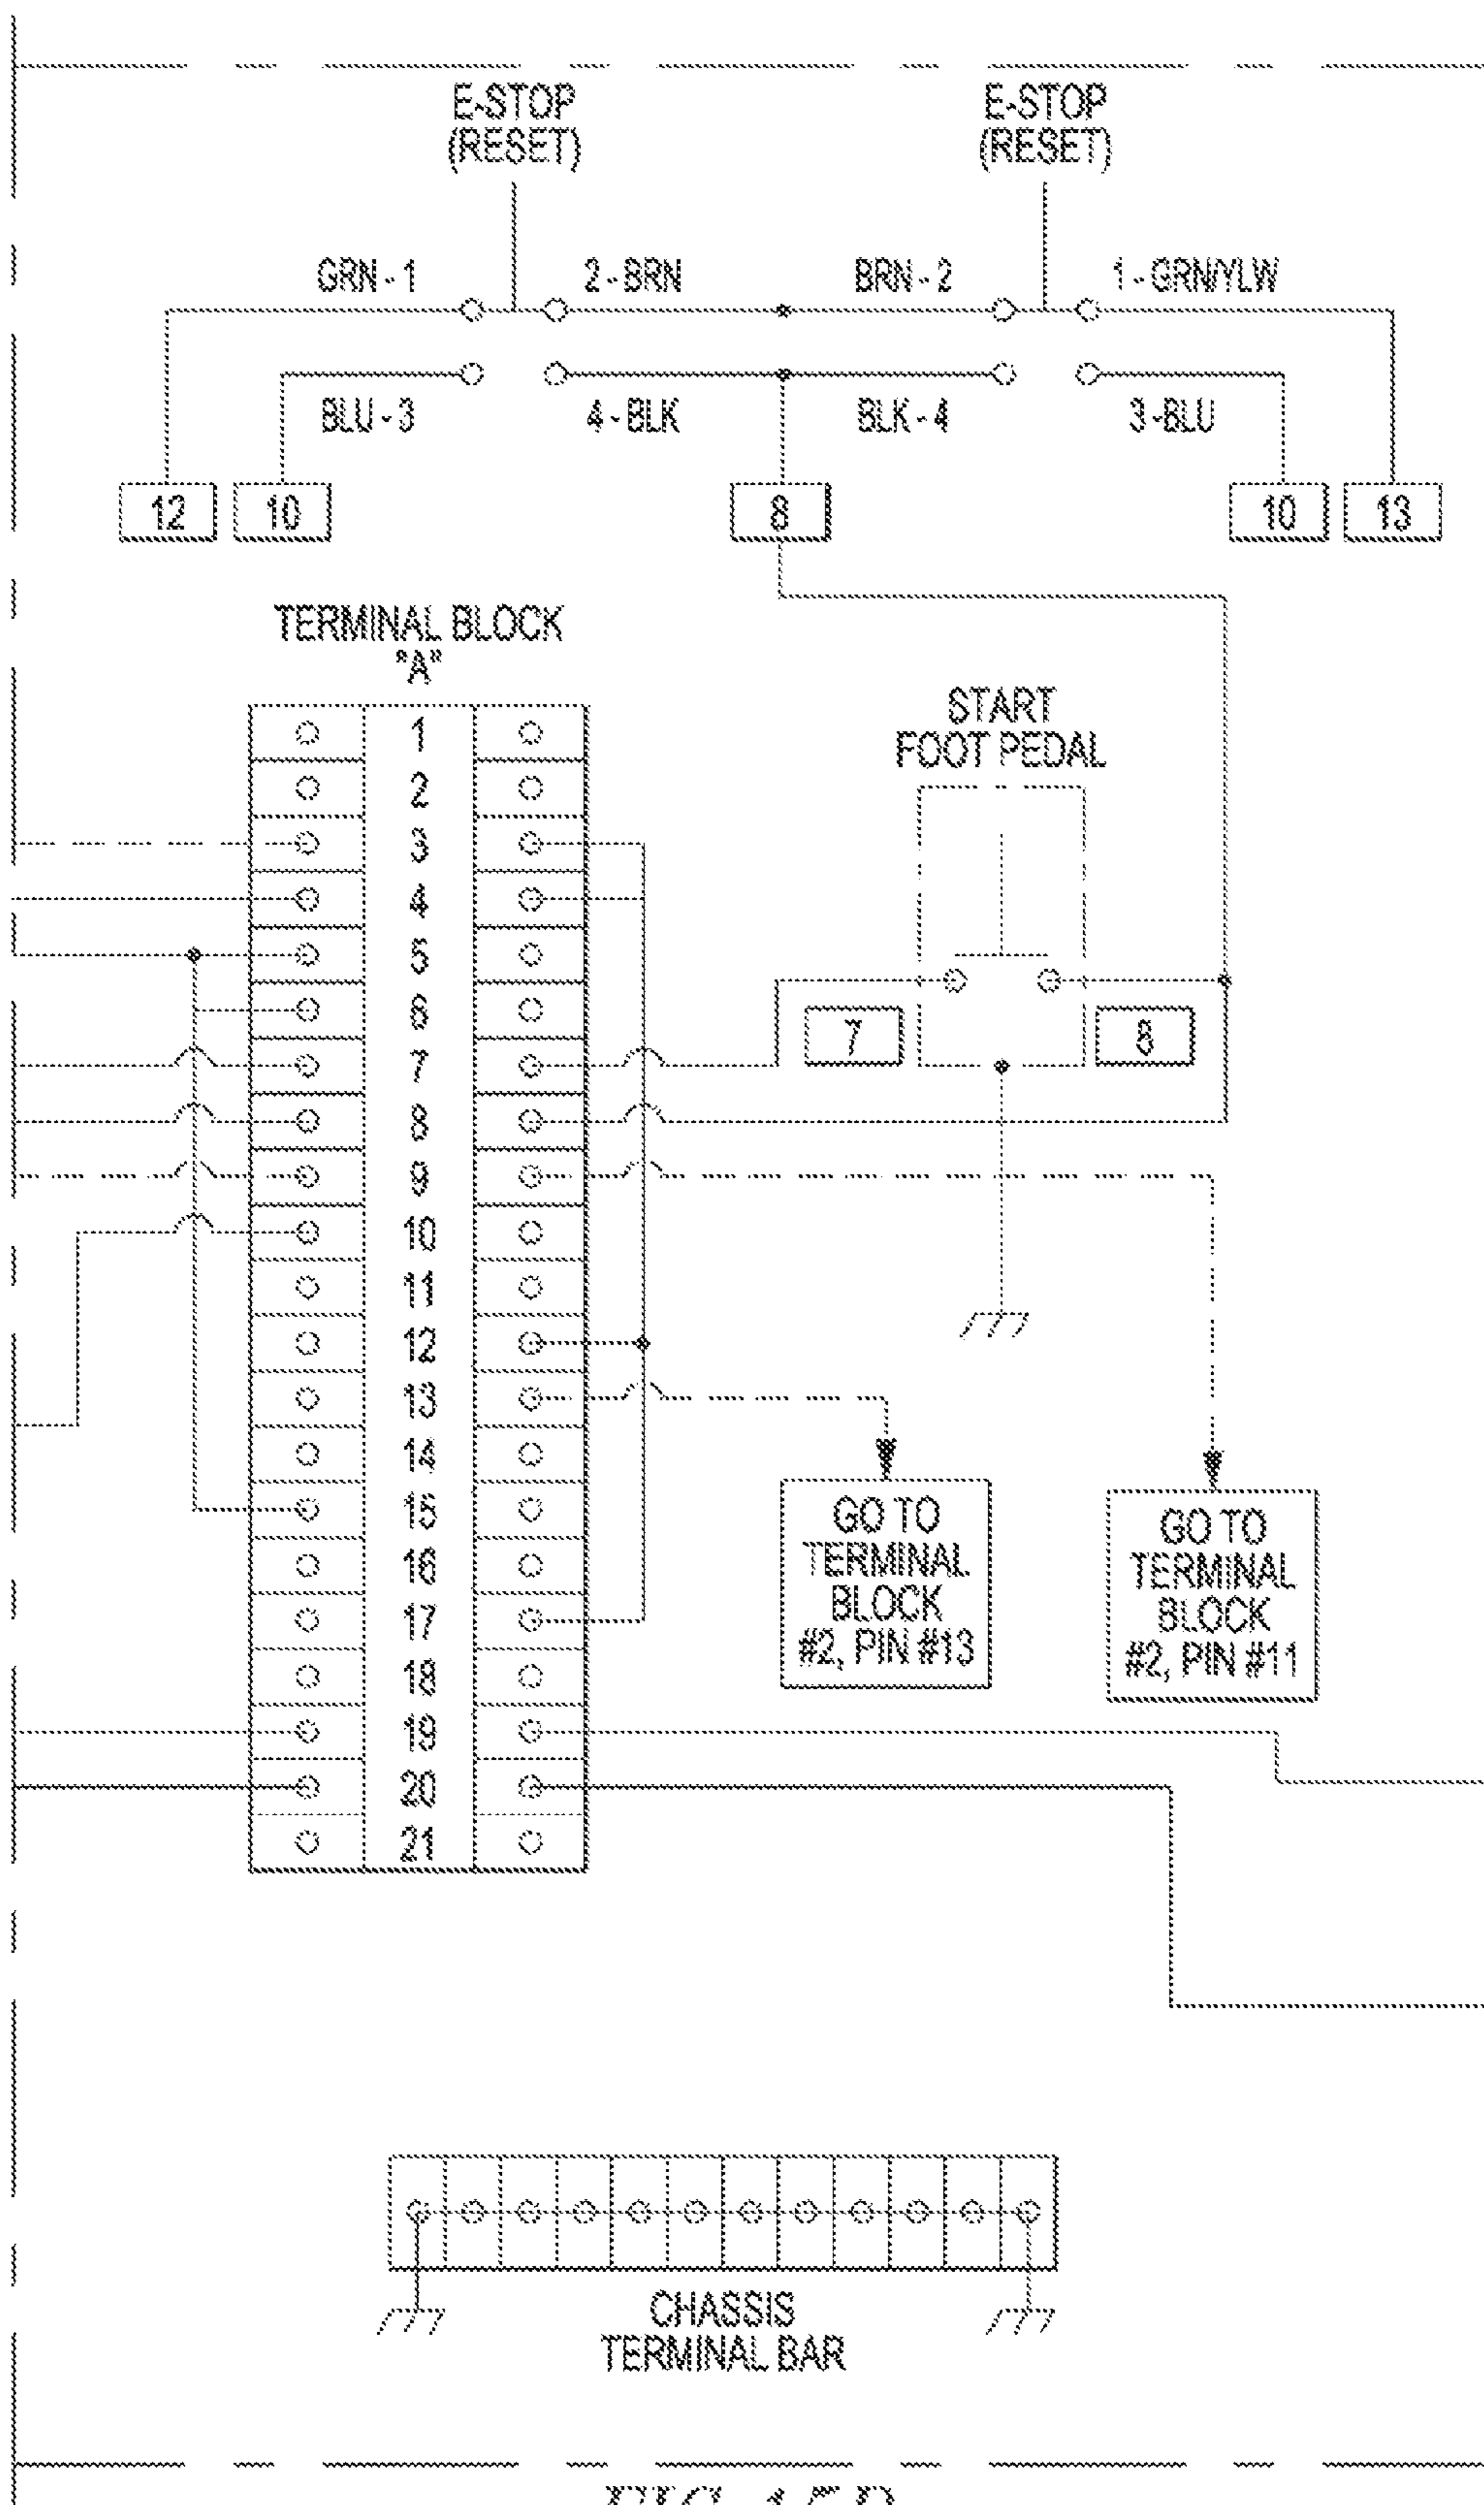 E-STOP
(RESET)
E-STOP
(RESET)
GRN - 1
2 - BRN
BRN - 2
1 - GRN/YLW
BLU - 3
4 - BLK
BLK - 4
3 -BLU
12
10
8
10
13
TERMINAL BLOCK
"A"
START
FOOT PEDAL
1
2
3
4
5
6
7
8
9
10
11
12
13
14
15
16
17
18
19
20
21
7
8
GO TO
TERMINAL
BLOCK
#2, PIN #13
GO TO
TERMINAL
BLOCK
#2, PIN #11
CHASSIS
TERMINAL BAR